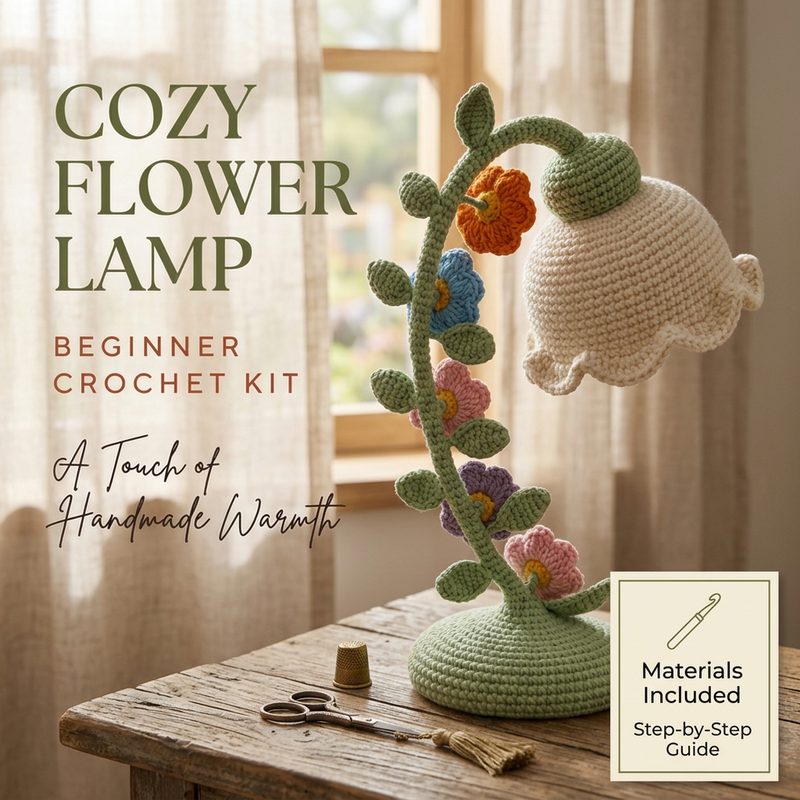 COZY
FLOWER
LAMP
BEGINNER
CROCHET KIT
A Touch of
Handmade Warmth
Materials
Included
Step-by-Step
Guide